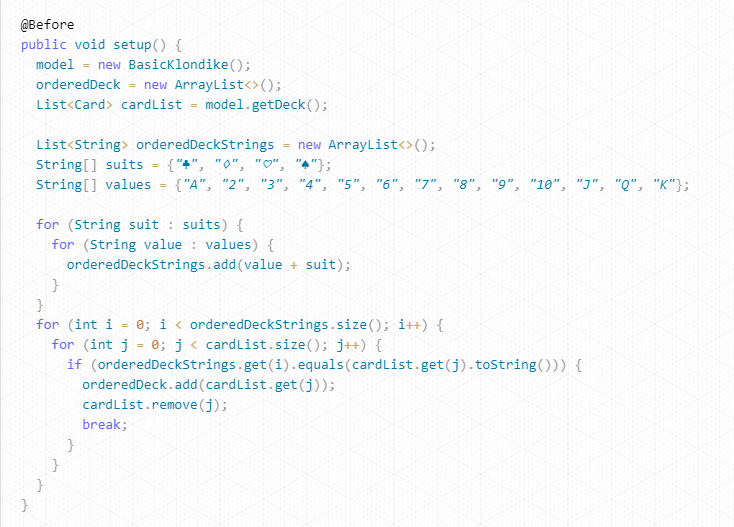 @Before
public void setup() {
  model = new BasicKlondike();
  orderedDeck = new ArrayList<>();
  List<Card> cardList = model.getDeck();

  List<String> orderedDeckStrings = new ArrayList<>();
  String[] suits = {"♣", "♢", "♡", "♠"};
  String[] values = {"A", "2", "3", "4", "5", "6", "7", "8", "9", "10", "J", "Q", "K"};

  for (String suit : suits) {
    for (String value : values) {
      orderedDeckStrings.add(value + suit);
    }
  }
  for (int i = 0; i < orderedDeckStrings.size(); i++) {
    for (int j = 0; j < cardList.size(); j++) {
      if (orderedDeckStrings.get(i).equals(cardList.get(j).toString())) {
        orderedDeck.add(cardList.get(j));
        cardList.remove(j);
        break;
      }
    }
  }
}